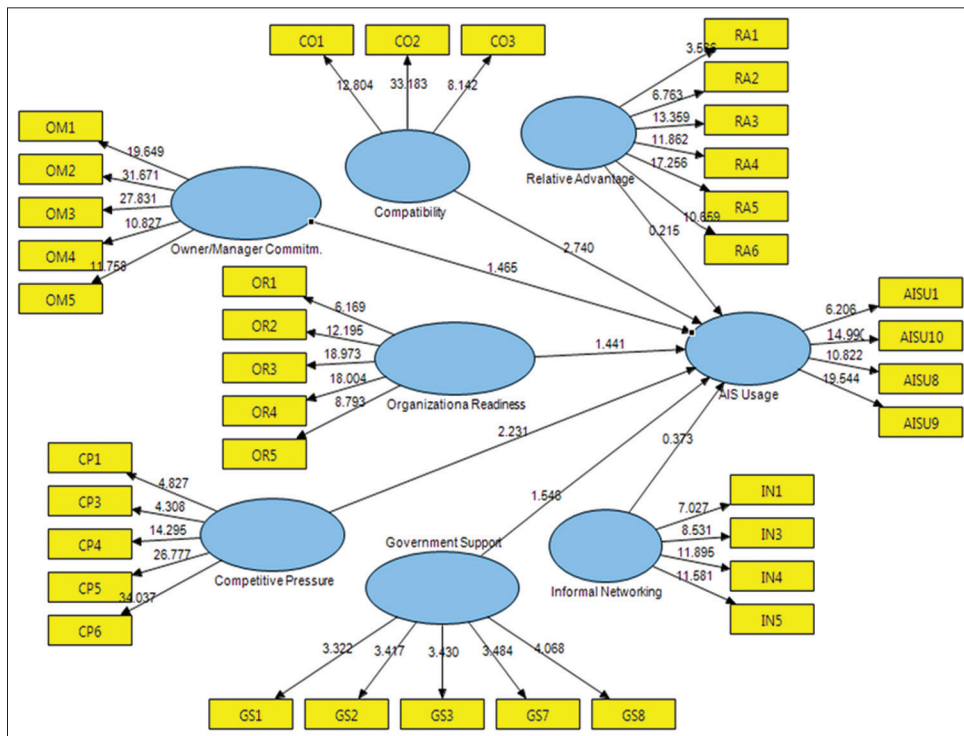 CO1
CO2
CO3
12.804
33.183
8.142
Compatibility
RA1
RA2
RA3
RA4
RA5
RA6
6.763
13.359
11.862
17.256
10.859
Relative Advantage
OM1
OM2
OM3
OM4
OM5
19.649
31.671
27.831
10.827
11.758
Owner/Manager Commitm.
2.740
0.215
1.465
OR1
OR2
OR3
OR4
OR5
6.169
12.195
18.973
18.004
8.793
Organizationa Readiness
1.441
AISU1
AISU10
AISU8
AISU9
6.206
14.990
10.822
19.544
AIS Usage
CP1
CP3
CP4
CP5
CP6
4.827
4.308
14.295
26.777
34.037
Competitive Pressure
2.231
Government Support
1.548
0.373
IN1
IN3
IN4
IN5
7.027
8.531
11.895
11.581
Informal Networking
3.322
3.417
3.430
3.484
4.068
GS1
GS2
GS3
GS7
GS8